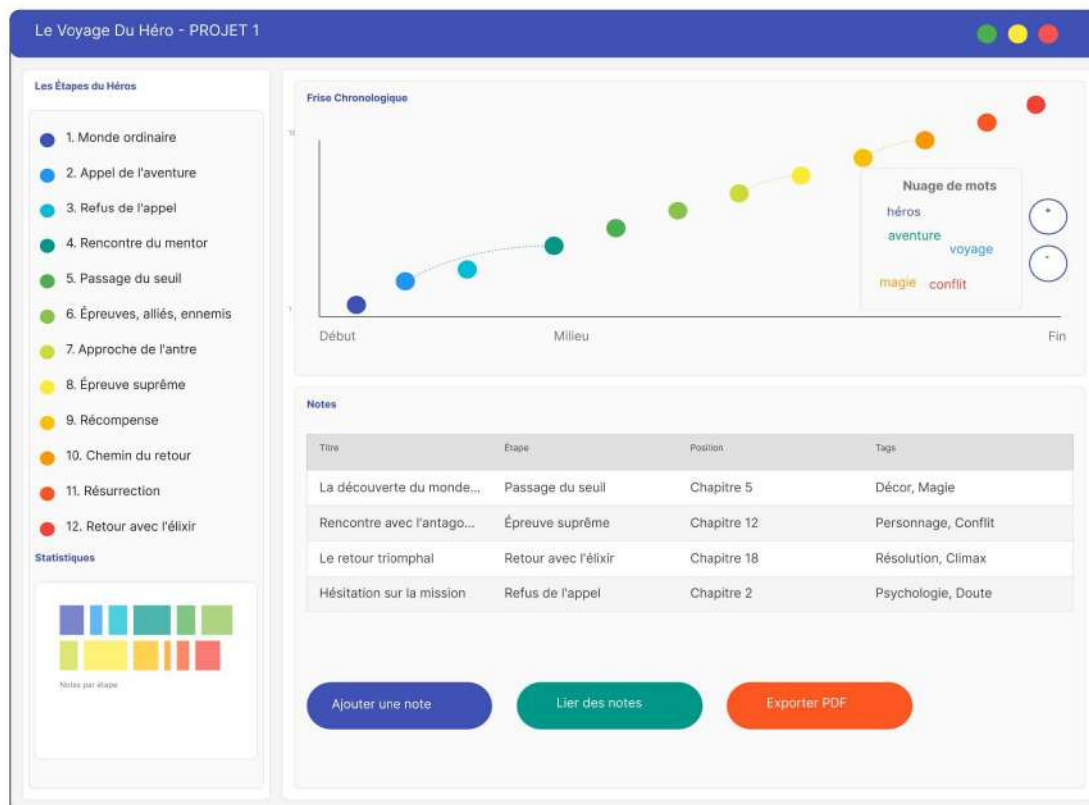 Le Voyage Du Héro - PROJET 1
Les Étapes du Héros
1. Monde ordinaire
2. Appel de l'aventure
3. Refus de l'appel
4. Rencontre du mentor
5. Passage du seuil
6. Épreuves, alliés, ennemis
7. Approche de l'antre
8. Épreuve suprême
9. Récompense
10. Chemin du retour
11. Résurrection
12. Retour avec l'élixir
Statistiques
Notes par étape
Frise Chronologique
Début Milieu Fin
Nuage de mots
héros
aventure
voyage
magie conflit
Notes
Titre Étape Position Tags
La découverte du monde... Passage du seuil Chapitre 5 Décor, Magie
Rencontre avec l'antago... Épreuve suprême Chapitre 12 Personnage, Conflit
Le retour triomphal Retour avec l'élixir Chapitre 18 Résolution, Climax
Hésitation sur la mission Refus de l'appel Chapitre 2 Psychologie, Doute
Ajouter une note Lier des notes Exporter PDF